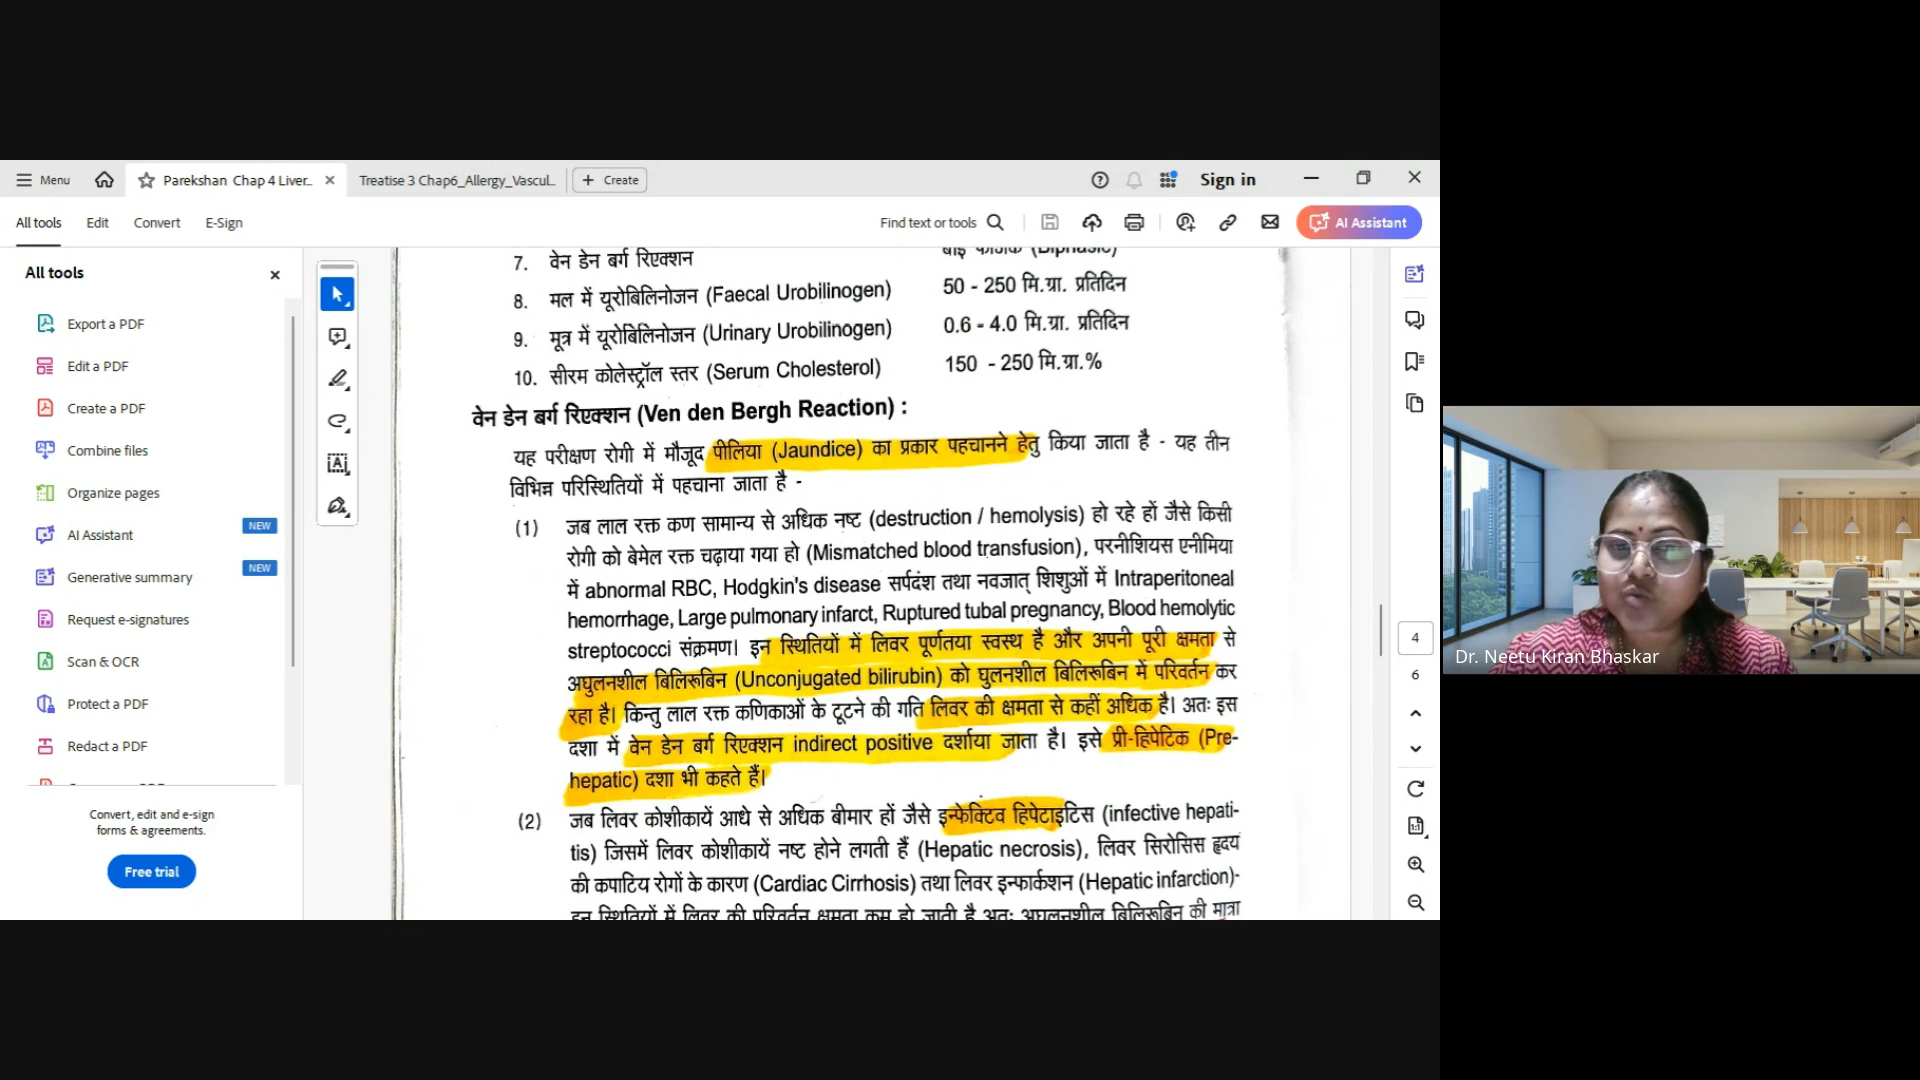 Menu
Parekshan Chap 4 Liver...
Treatise 3 Chap6_Allergy_Vascul...
+ Create
Sign in
All tools
Edit
Convert
E-Sign
Find text or tools
AI Assistant
All tools
Export a PDF
Edit a PDF
Create a PDF
Combine files
Organize pages
AI Assistant
NEW
Generative summary
NEW
Request e-signatures
Scan & OCR
Protect a PDF
Redact a PDF
Convert, edit and e-sign
forms & agreements.
Free trial
7. वेन डेन बर्ग रिएक्शन (Biphasic)
8. मल में यूरोबिलिनोजन (Faecal Urobilinogen) 50 - 250 मि.ग्रा. प्रतिदिन
9. मूत्र में यूरोबिलिनोजन (Urinary Urobilinogen) 0.6 - 4.0 मि.ग्रा. प्रतिदिन
10. सीरम कोलेस्ट्रॉल स्तर (Serum Cholesterol) 150 - 250 मि.ग्रा.%
वेन डेन बर्ग रिएक्शन (Ven den Bergh Reaction) :
यह परीक्षण रोगी में मौजूद पीलिया (Jaundice) का प्रकार पहचानने हेतु किया जाता है - यह तीन
विभिन्न परिस्थितियों में पहचाना जाता है -
(1) जब लाल रक्त कण सामान्य से अधिक नष्ट (destruction / hemolysis) हो रहे हों जैसे किसी
रोगी को बेमेल रक्त चढ़ाया गया हो (Mismatched blood transfusion), परनीशियस एनीमिया
में abnormal RBC, Hodgkin's disease सर्पदंश तथा नवजात् शिशुओं में Intraperitoneal
hemorrhage, Large pulmonary infarct, Ruptured tubal pregnancy, Blood hemolytic
streptococci संक्रमण। इन स्थितियों में लिवर पूर्णतया स्वस्थ है और अपनी पूरी क्षमता से
अघुलनशील बिलिरूबिन (Unconjugated bilirubin) को घुलनशील बिलिरूबिन में परिवर्तन कर
रहा है। किन्तु लाल रक्त कणिकाओं के टूटने की गति लिवर की क्षमता से कहीं अधिक है। अतः इस
दशा में वेन डेन बर्ग रिएक्शन indirect positive दर्शाया जाता है। इसे प्री-हिपेटिक (Pre-
hepatic) दशा भी कहते हैं।
(2) जब लिवर कोशीकायें आधे से अधिक बीमार हों जैसे इन्फेक्टिव हिपेटाइटिस (infective hepati-
tis) जिसमें लिवर कोशीकायें नष्ट होने लगती हैं (Hepatic necrosis), लिवर सिरोसिस हृदय
की कपाटिय रोगों के कारण (Cardiac Cirrhosis) तथा लिवर इन्फार्कशन (Hepatic infarction)-
इन स्थितियों में लिवर की परिवर्तन क्षमता कम हो जाती है अतः अघुलनशील बिलिरूबिन की मात्रा
4
6
Dr. Neetu Kiran Bhaskar